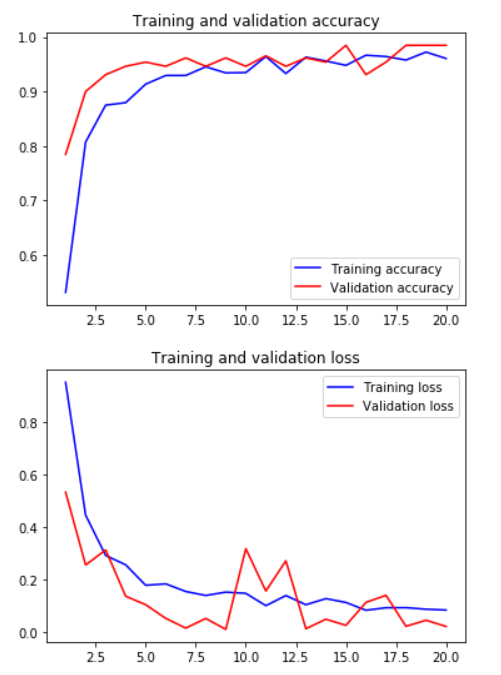 Training and validation accuracy
1.0
0.9
0.8
0.7
0.6
Training accuracy
Validation accuracy
2.5 5.0 7.5 10.0 12.5 15.0 17.5 20.0
Training and validation loss
Training loss
Validation loss
0.8
0.6
0.4
0.2
0.0
2.5 5.0 7.5 10.0 12.5 15.0 17.5 20.0